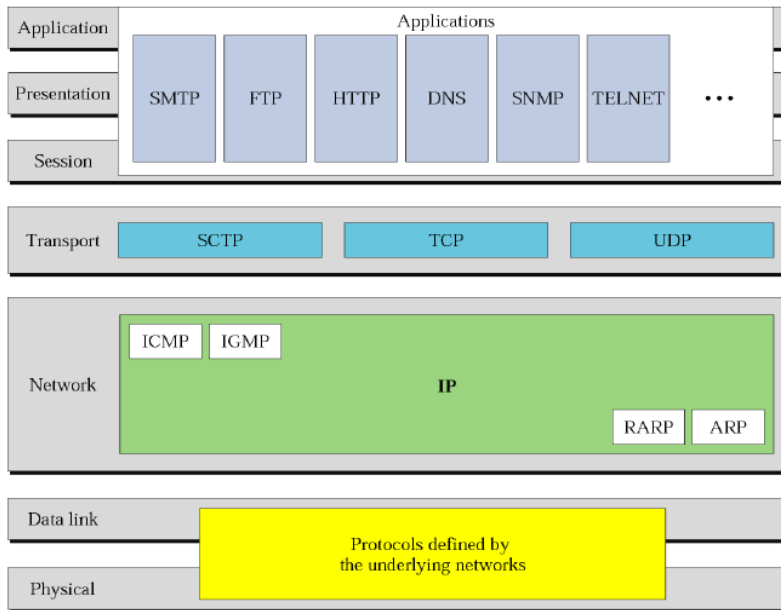 Application
Applications
Presentation
SMTP FTP HTTP DNS SNMP TELNET ...
Session
Transport SCTP TCP UDP
ICMP IGMP
Network IP
RARP ARP
Data link
Protocols defined by
the underlying networks
Physical